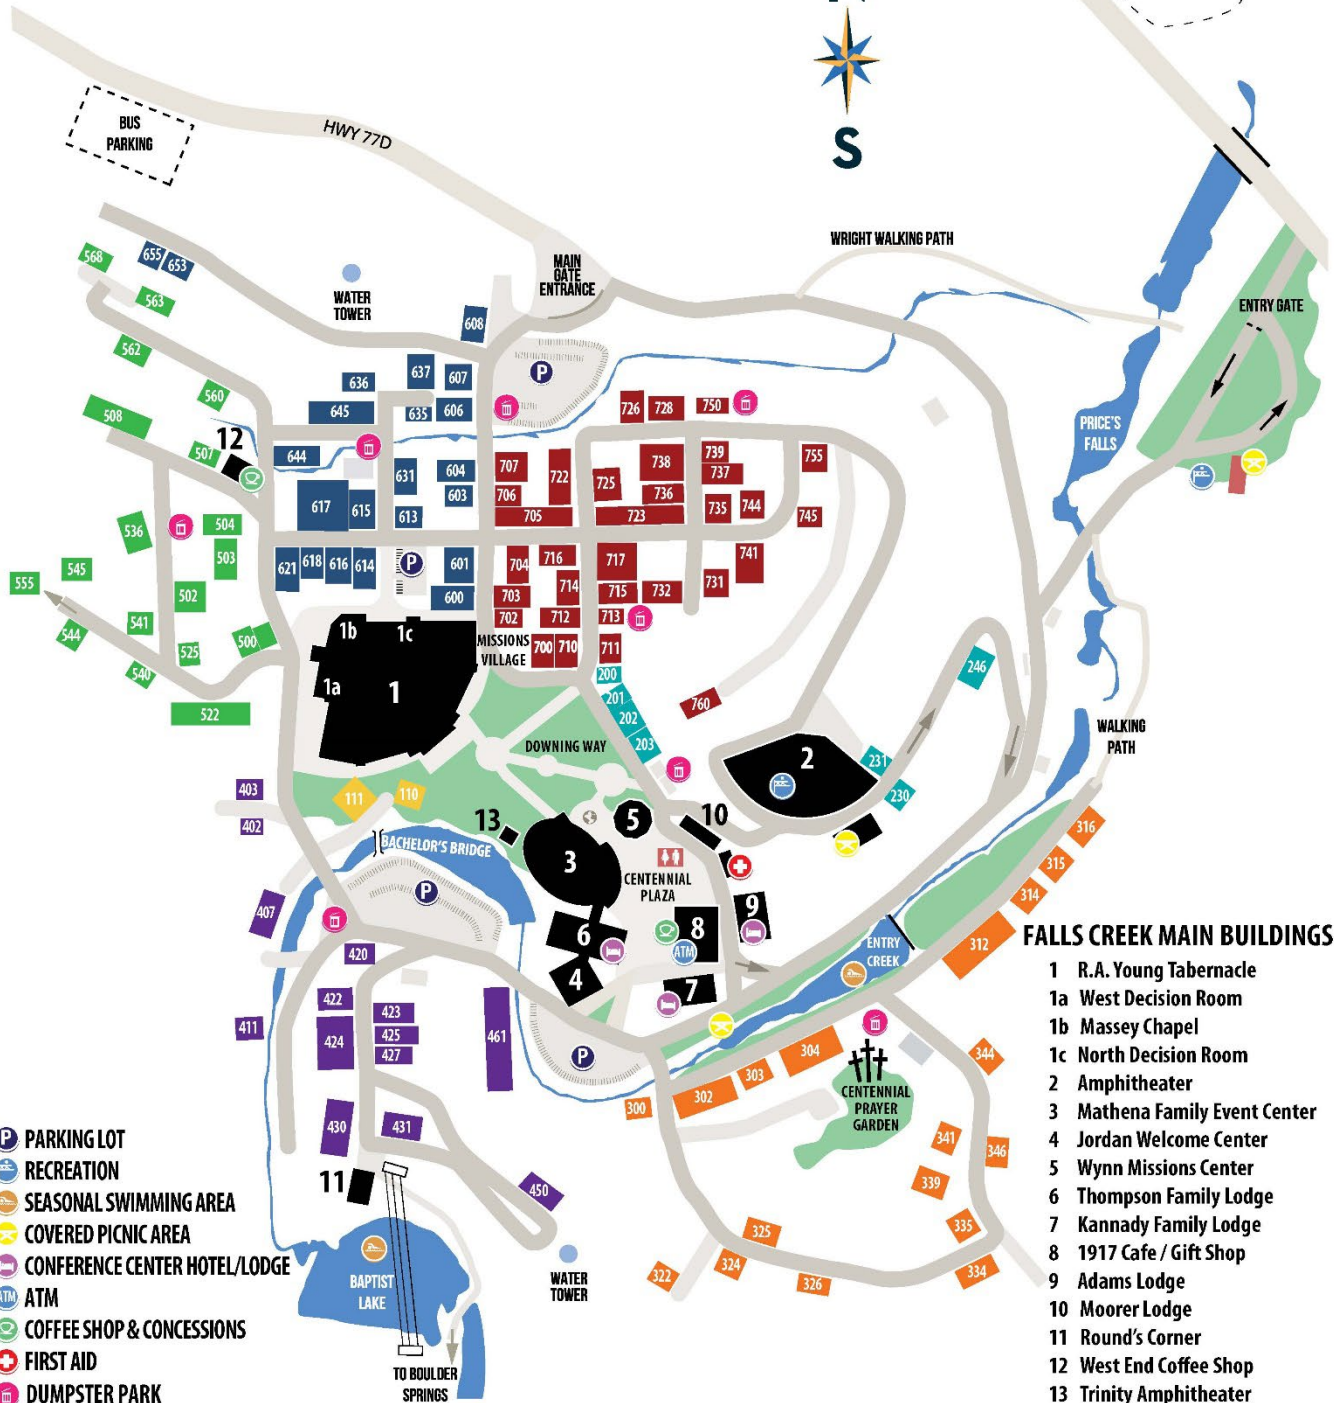 S
BUS
PARKING
HWY 77D
WRIGHT WALKING PATH
MAIN
GATE
ENTRANCE
WATER
TOWER
ENTRY GATE
568
655
653
563
608
562
P
637
607
636
560
645
635
606
726
728
750
508
PRICE'S
FALLS
12
507
644
631
604
603
707
706
722
725
738
736
739
737
755
617
615
613
705
723
735
744
745
536
504
503
P
621
618
616
614
601
600
704
716
717
741
555
545
502
703
714
715
732
731
702
712
713
541
544
500
525
540
522
1b
1c
1a
1
MISSIONS
VILLAGE
700
710
711
200
201
202
203
760
246
DOWNING WAY
WALKING
PATH
2
231
230
403
402
111
110
13
BACHELOR'S BRIDGE
5
10
3
CENTENNIAL
PLAZA
316
315
314
312
P
407
9
8
ATM
6
4
7
ENTRY
CREEK
420
422
423
424
425
427
411
461
P
304
303
302
300
344
CENTENNIAL
PRAYER
GARDEN
341
346
339
335
334
430
431
11
450
325
324
322
326
BAPTIST
LAKE
WATER
TOWER
TO BOULDER
SPRINGS
P PARKING LOT
RECREATION
SEASONAL SWIMMING AREA
COVERED PICNIC AREA
CONFERENCE CENTER HOTEL/LODGE
ATM ATM
COFFEE SHOP & CONCESSIONS
FIRST AID
DUMPSTER PARK
FALLS CREEK MAIN BUILDINGS
1 R.A. Young Tabernacle
1a West Decision Room
1b Massey Chapel
1c North Decision Room
2 Amphitheater
3 Mathena Family Event Center
4 Jordan Welcome Center
5 Wynn Missions Center
6 Thompson Family Lodge
7 Kannady Family Lodge
8 1917 Cafe / Gift Shop
9 Adams Lodge
10 Moorer Lodge
11 Round's Corner
12 West End Coffee Shop
13 Trinity Amphitheater